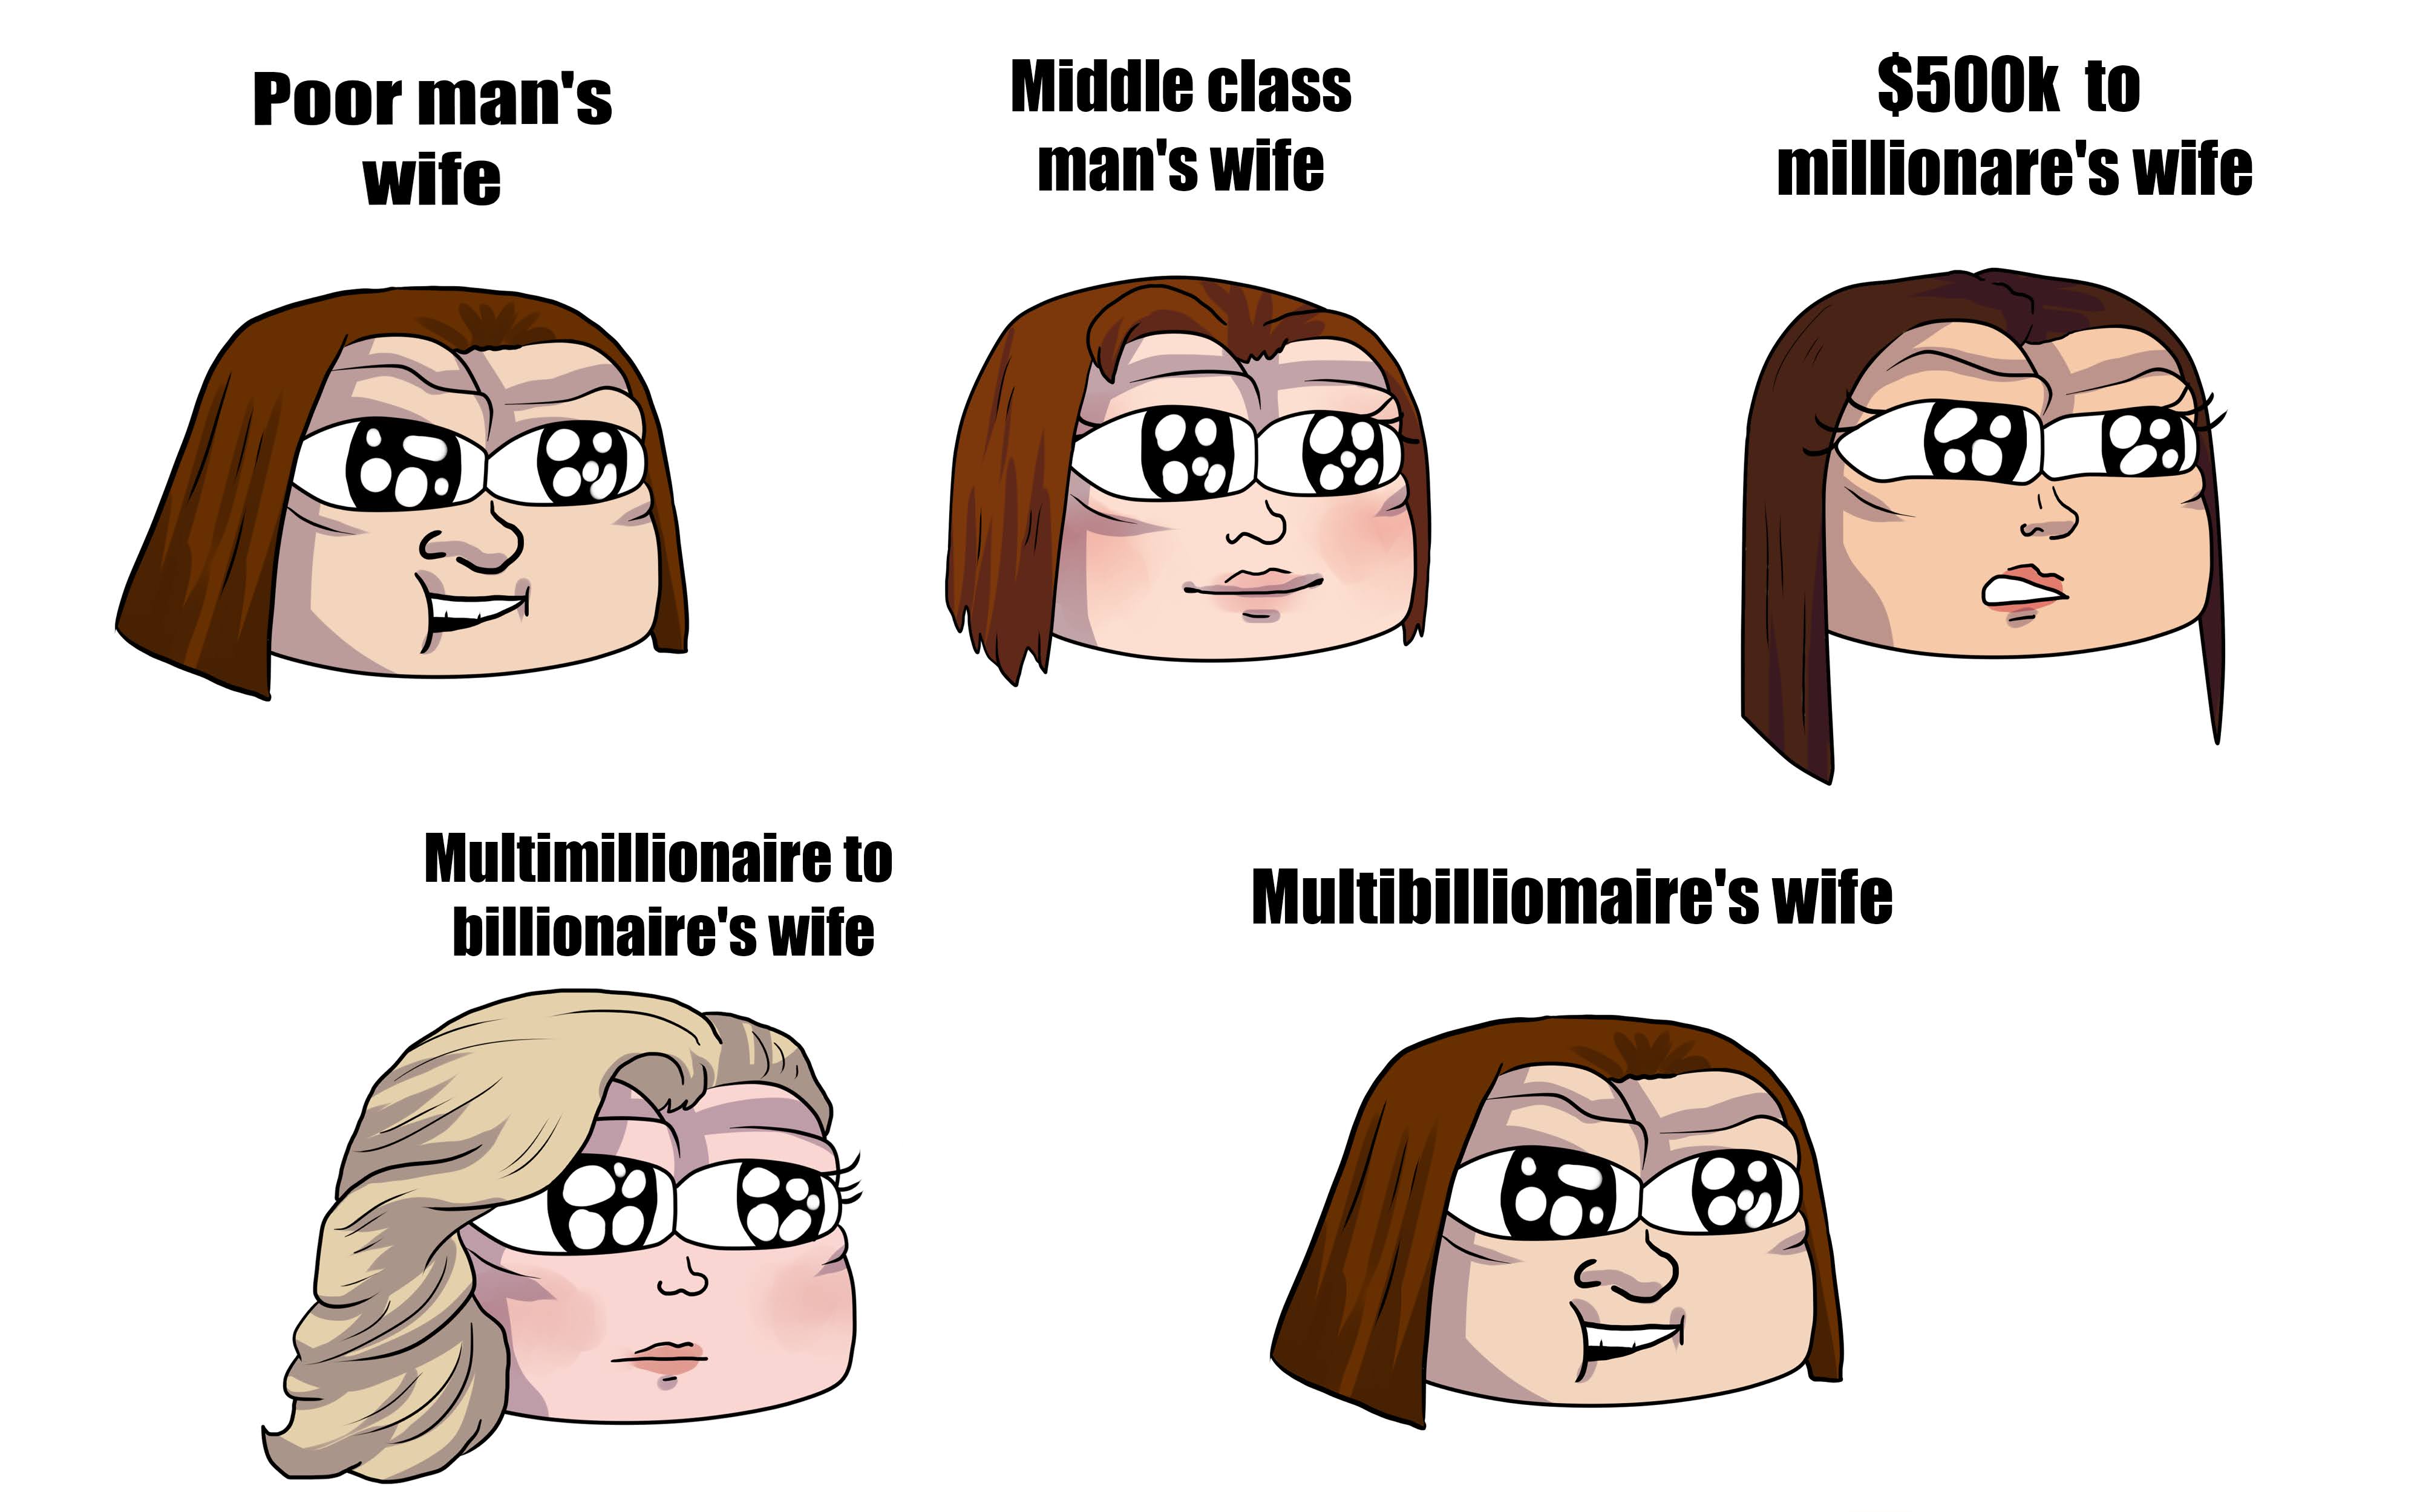 Poor man's
wife
Middle class
man's wife
$500k to
millionare's wife
Multimillionaire to
billionaire's wife
Multibilliomaire's wife